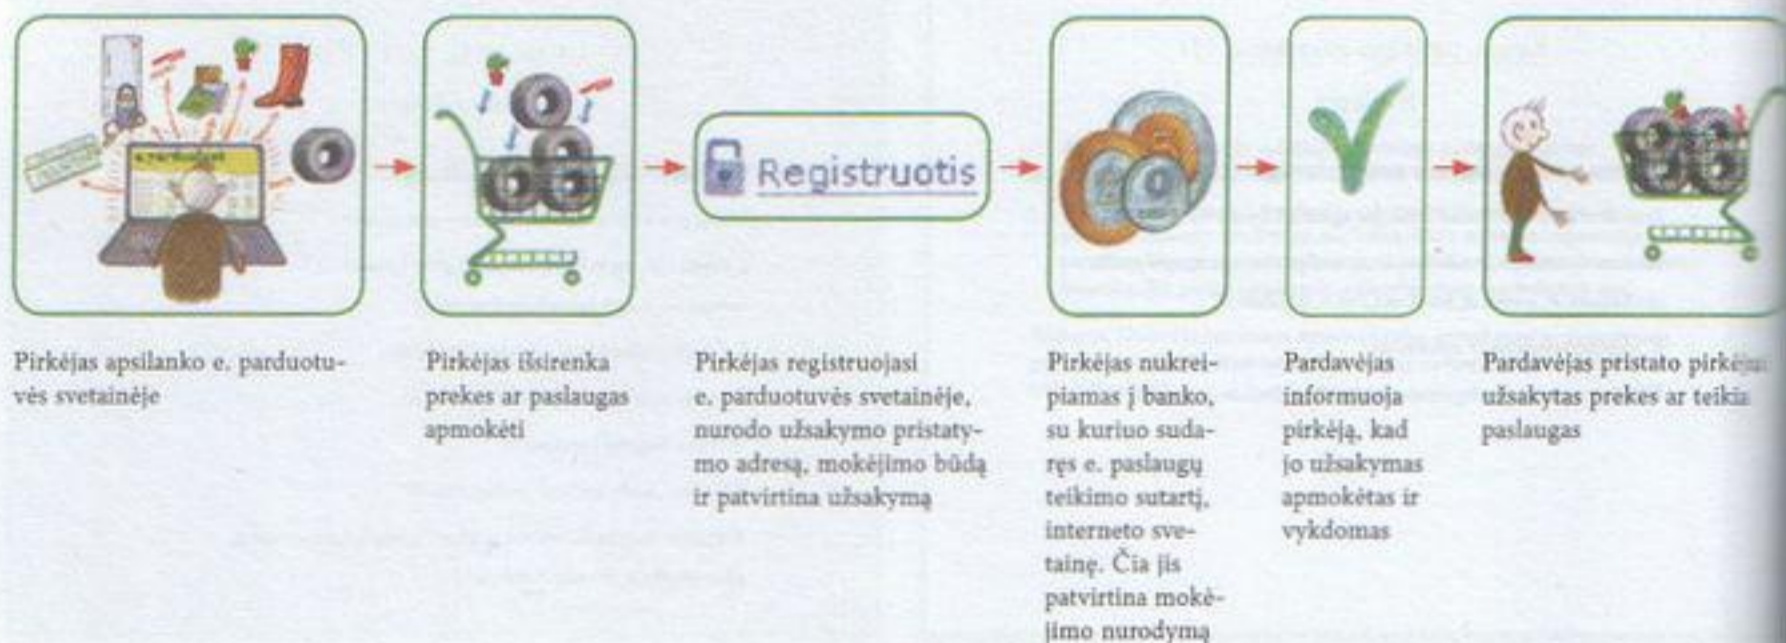 e. parduotuvė
Registruotis
Pirkėjas apsilanko e. parduotu-
vės svetainėje
Pirkėjas išsirenka
prekes ar paslaugas
apmokėti
Pirkėjas registruojasi
e. parduotuvės svetainėje,
nurodo užsakymo pristaty-
mo adresą, mokėjimo būdą
ir patvirtina užsakymą
Pirkėjas nukrei-
piamas į banko,
su kuriuo suda-
ręs e. paslaugų
teikimo sutartį,
interneto sve-
tainę. Čia jis
patvirtina mokė-
jimo nurodymą
Pardavėjas
informuoja
pirkėją, kad
jo užsakymas
apmokėtas ir
vykdomas
Pardavėjas pristato
užsakytas prekes ar teikia
paslaugas